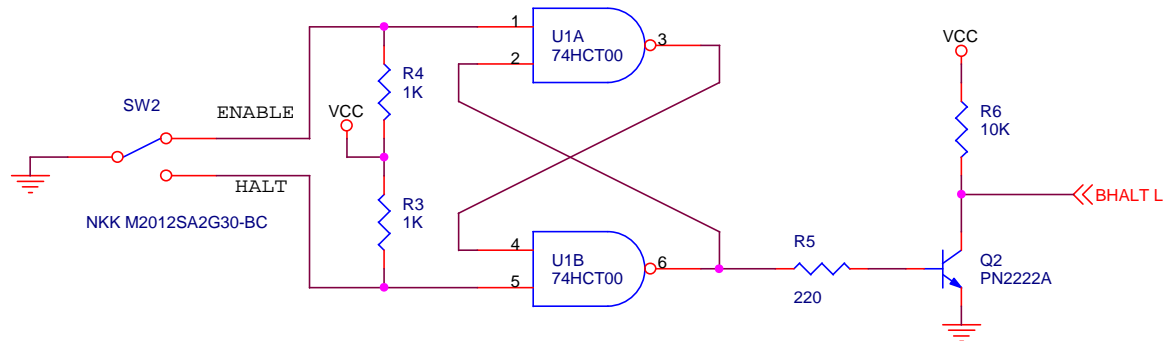 1
U1A
74HCT00
3
2
VCC
R4
1K
SW2
ENABLE
VCC
R6
10K
HALT
R3
1K
BHALT L
NKK M2012SA2G30-BC
4
U1B
74HCT00
6
5
R5
220
Q2
PN2222A